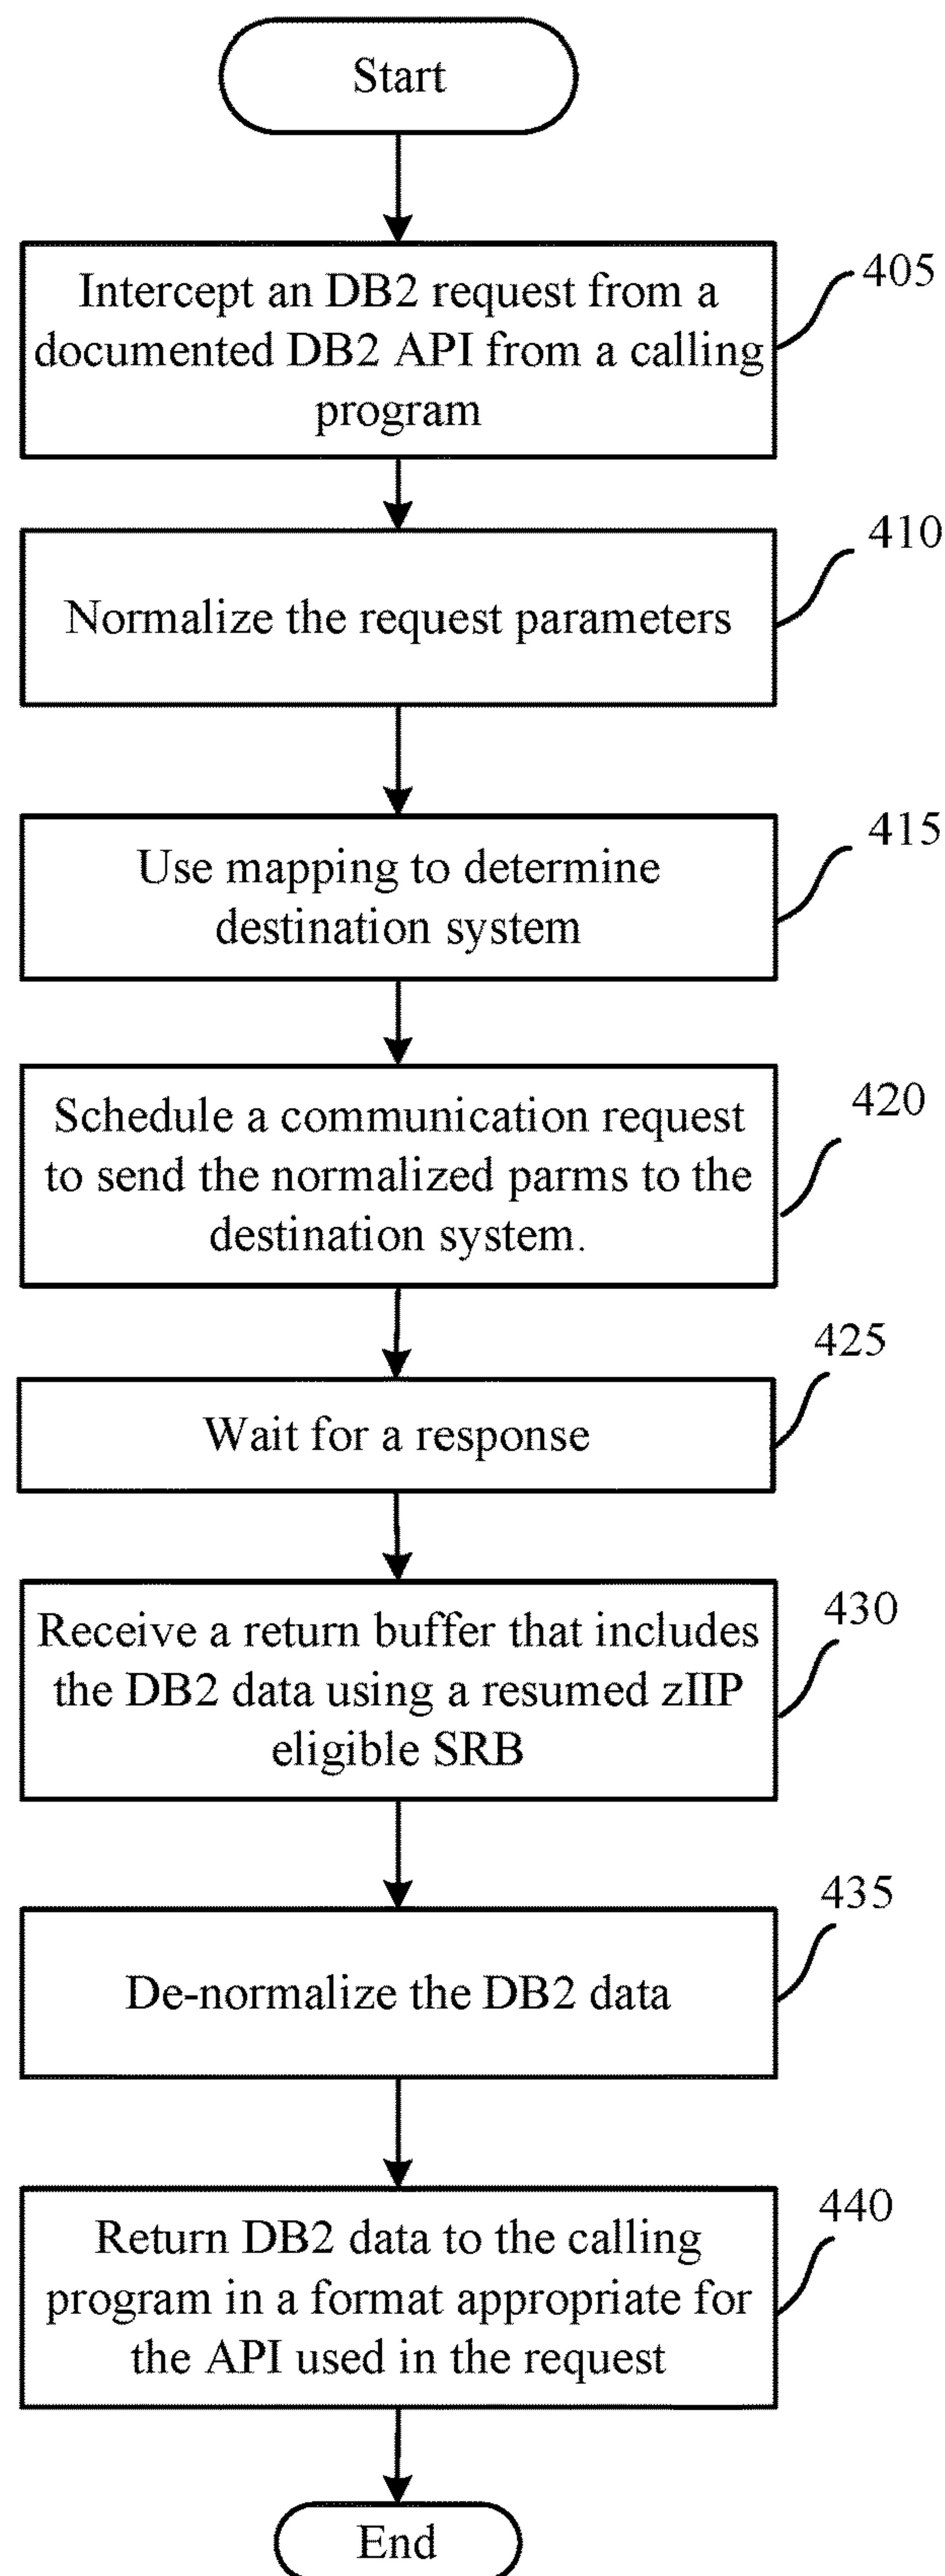 Start
Intercept an DB2 request from a
documented DB2 API from a calling
program
405
Normalize the request parameters
410
Use mapping to determine
destination system
415
Schedule a communication request
to send the normalized parms to the
destination system.
420
Wait for a response
425
Receive a return buffer that includes
the DB2 data using a resumed zIIP
eligible SRB
430
De-normalize the DB2 data
435
Return DB2 data to the calling
program in a format appropriate for
the API used in the request
440
End